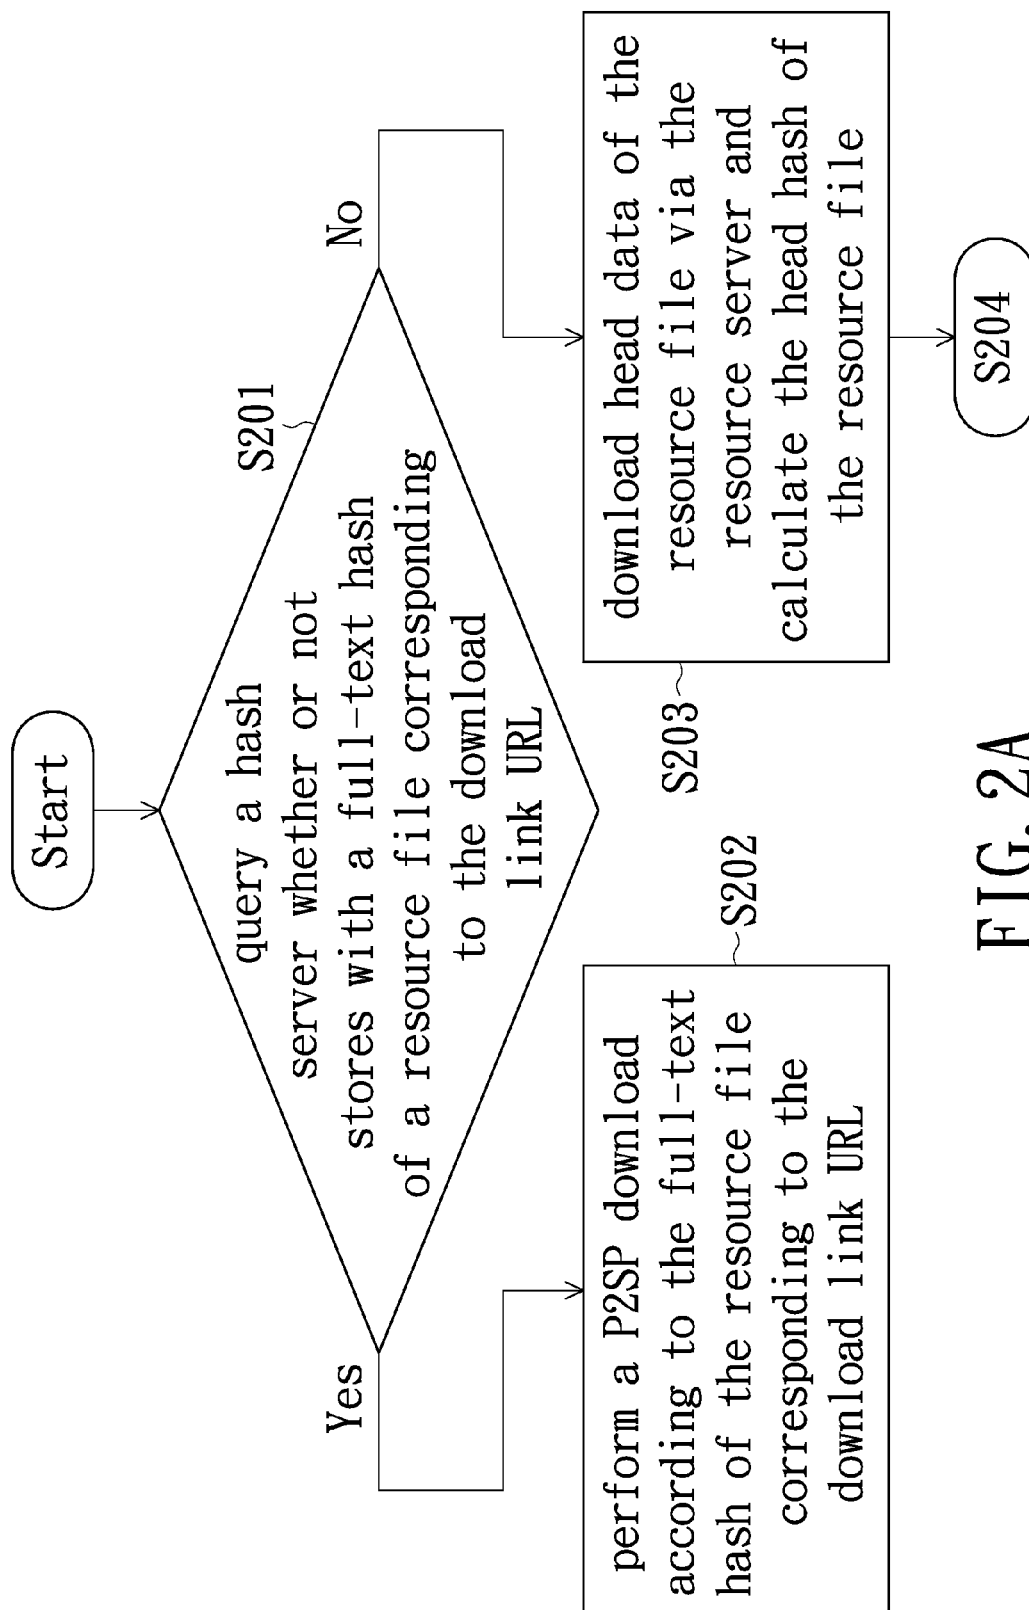 Start
query a hash
server whether or not
stores with a full-text hash
of a resource file corresponding
to the download
link URL
S201
Yes
No
perform a P2SP download
according to the full-text
hash of the resource file
corresponding to the
download link URL
S202
download head data of the
resource file via the
resource server and
calculate the head hash of
the resource file
S203
S204
FIG. 2A